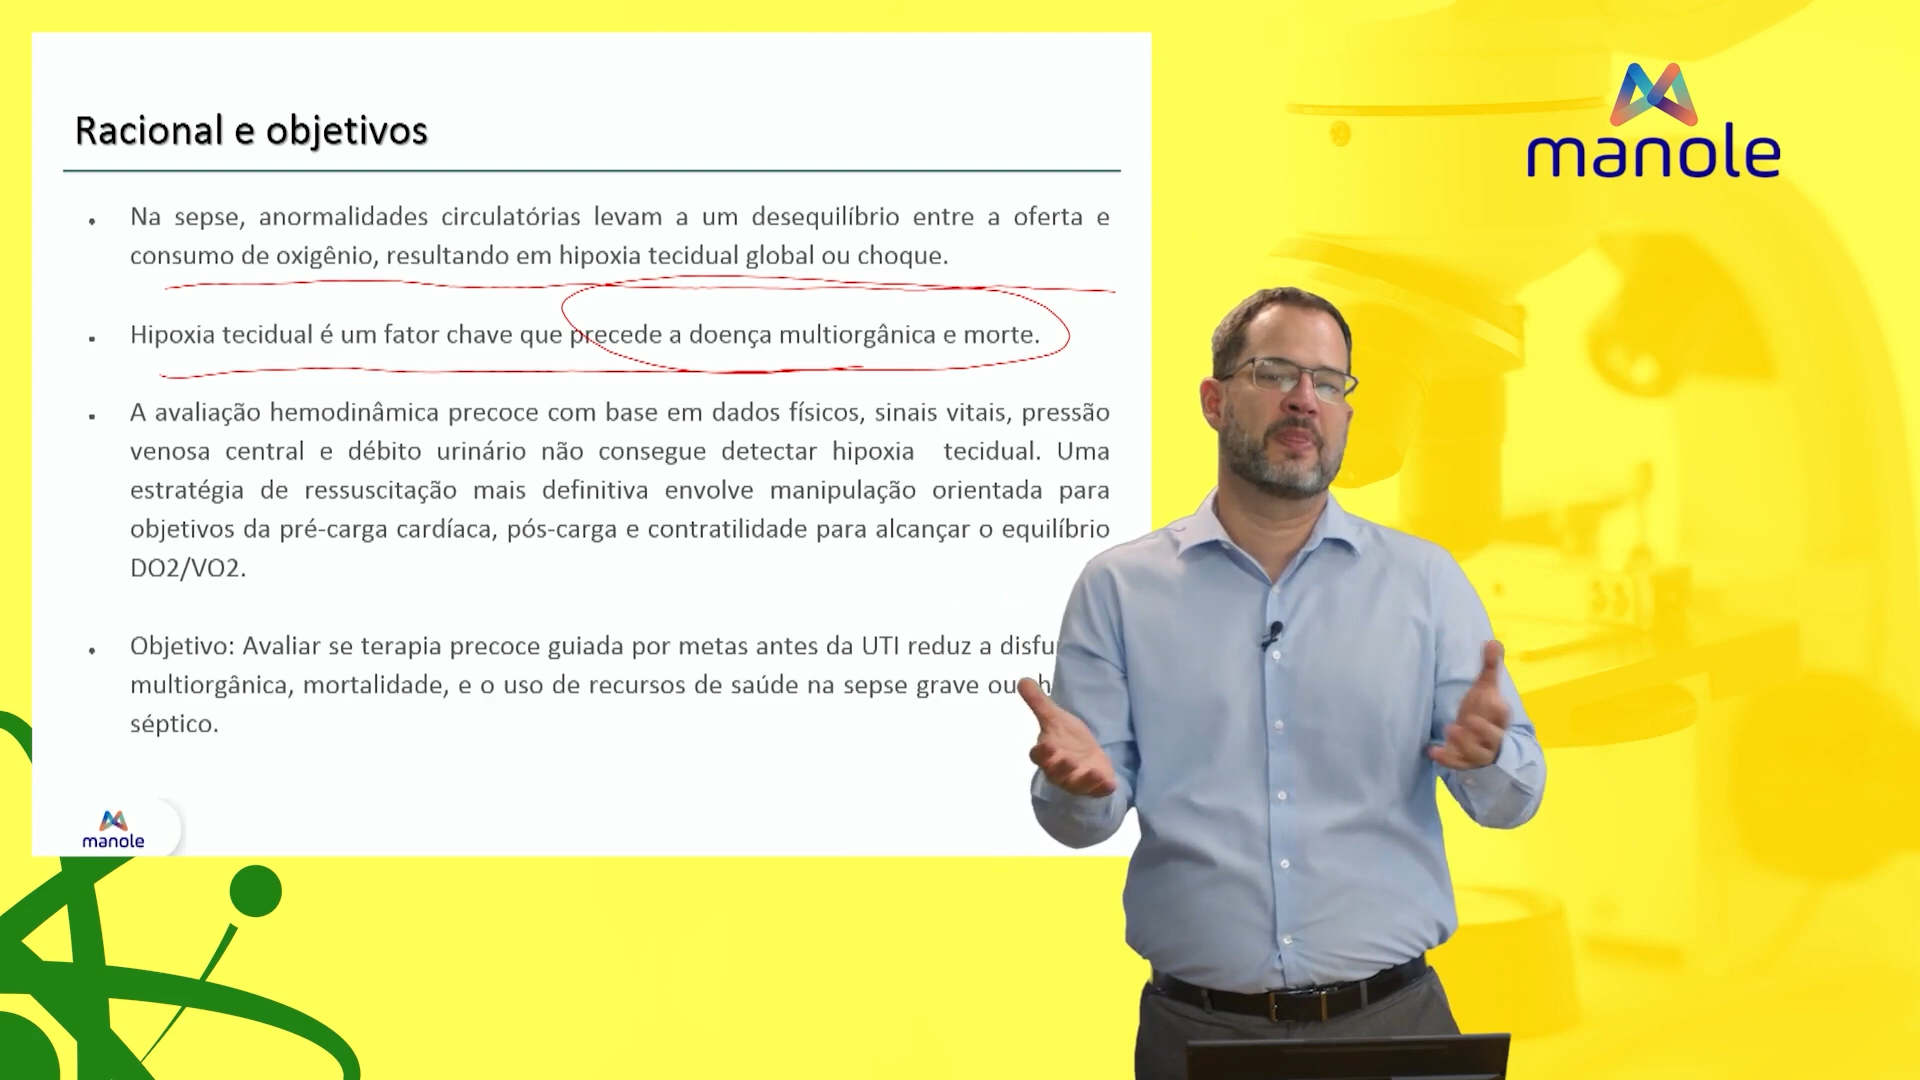 manole
Racional e objetivos
Na sepse, anormalidades circulatórias levam a um desequilíbrio entre a oferta e
consumo de oxigênio, resultando em hipoxia tecidual global ou choque.
Hipoxia tecidual é um fator chave que precede a doença multiorgânica e morte.
A avaliação hemodinâmica precoce com base em dados físicos, sinais vitais, pressão
venosa central e débito urinário não consegue detectar hipoxia tecidual. Uma
estratégia de ressuscitação mais definitiva envolve manipulação orientada para
objetivos da pré-carga cardíaca, pós-carga e contratilidade para alcançar o equilíbrio
DO2/VO2.
Objetivo: Avaliar se terapia precoce guiada por metas antes da UTI reduz a
multiorgânica, mortalidade, e o uso de recursos de saúde na sepse grave ou
séptico.
manole